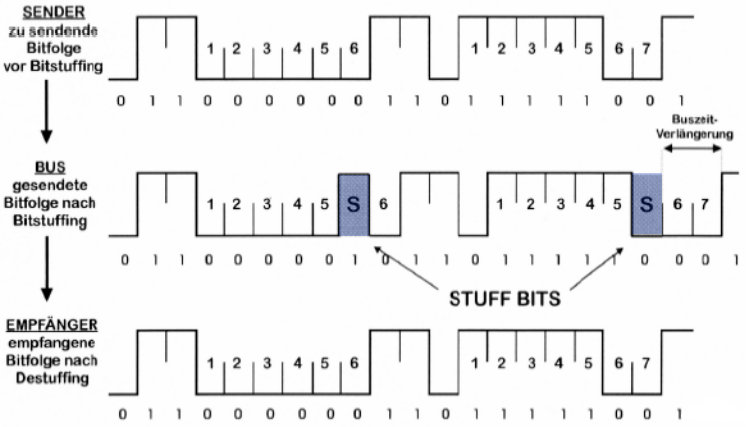 SENDER
zu sendende
Bitfolge
vor Bitstuffing
1 2 3 4 5 6 1 2 3 4 5 6 7
0 1 1 0 0 0 0 0 0 1 1 0 1 1 1 1 1 0 0 1
Buszeit-
Verlängerung
BUS
gesendete
Bitfolge nach
Bitstuffing
1 2 3 4 5 S 6 1 2 3 4 5 S 6 7
0 1 1 0 0 0 0 0 1 0 1 1 0 1 1 1 1 1 0 0 0 1
STUFF BITS
EMPFÄNGER
empfangene
Bitfolge nach
Destuffing
1 2 3 4 5 6 1 2 3 4 5 6 7
0 1 1 0 0 0 0 0 0 1 1 0 1 1 1 1 1 0 0 1